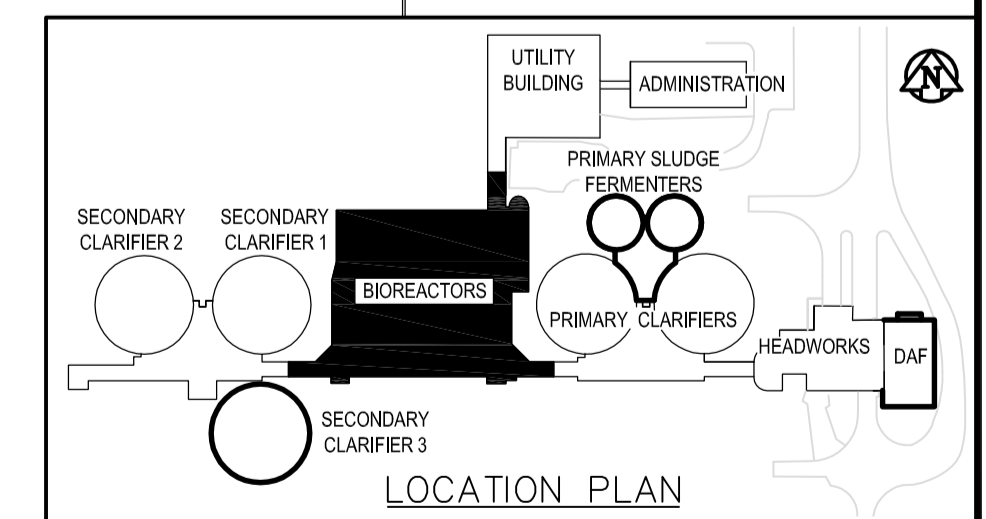 UTILITY
BUILDING
ADMINISTRATION
N
PRIMARY SLUDGE
FERMENTERS
SECONDARY
CLARIFIER 2
SECONDARY
CLARIFIER 1
BIOREACTORS
PRIMARY CLARIFIERS
HEADWORKS
DAF
SECONDARY
CLARIFIER 3
LOCATION PLAN